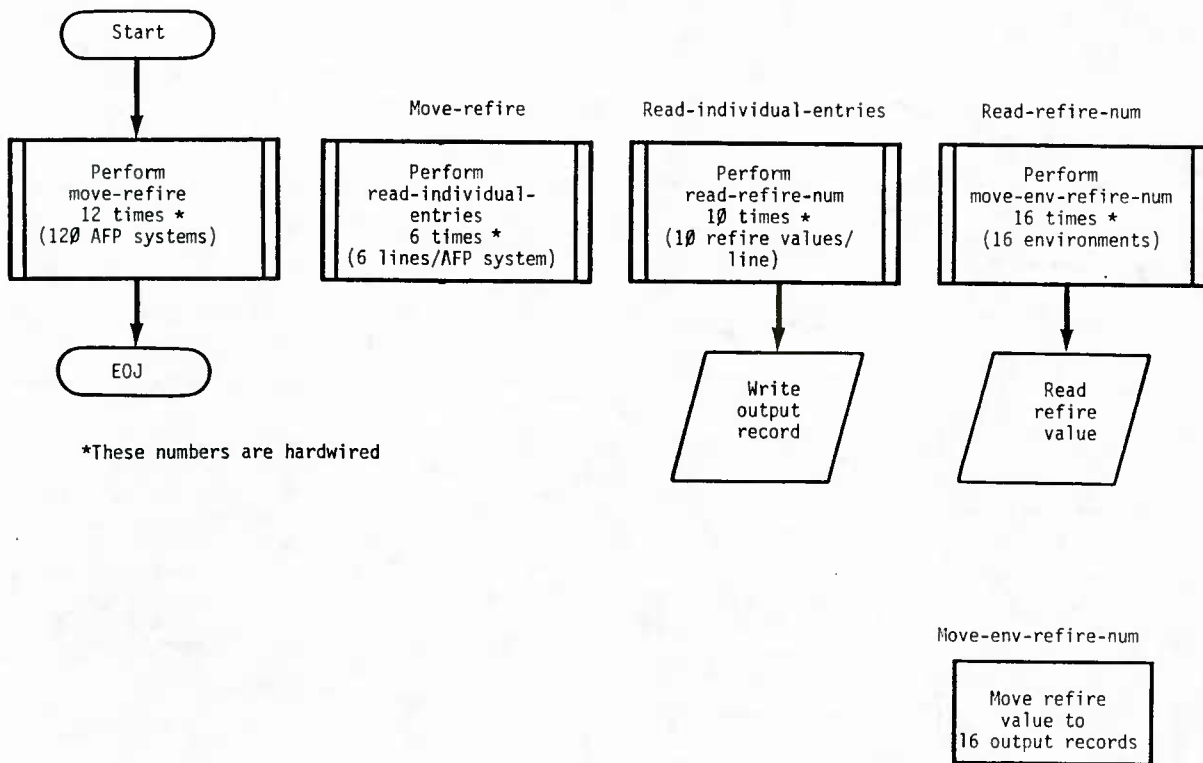 Start
Perform
move-refire
12 times *
(120 AFP systems)
EOJ
*These numbers are hardwired
Move-refire
Perform
read-individual-
entries
6 times *
(6 lines/AFP system)
Read-individual-entries
Perform
read-refire-num
10 times *
(10 refire values/
line)
Write
output
record
Read-refire-num
Perform
move-env-refire-num
16 times *
(16 environments)
Read
refire
value
Move-env-refire-num
Move refire
value to
16 output records